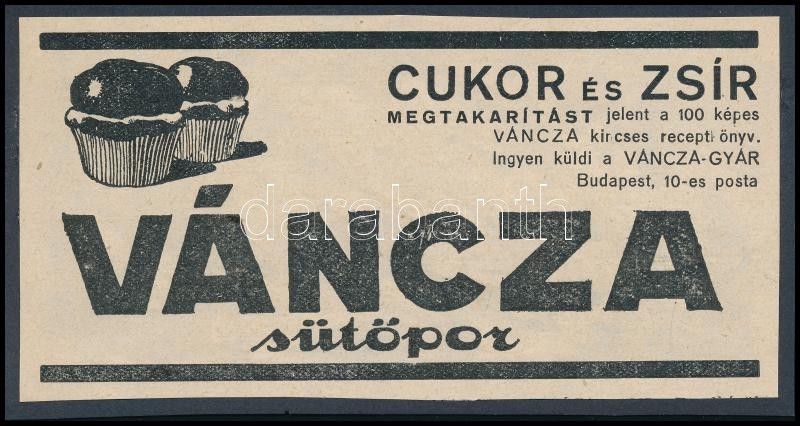 CUKOR ÉS ZSÍR
MEGTAKARÍTÁST jelent a 100 képes
VÁNCZA kincses receptkönyv.
Ingyen küldi a VÁNCZA-GYÁR
Budapest, 10-es posta
darabanth
VÁNCZA
sütőpor